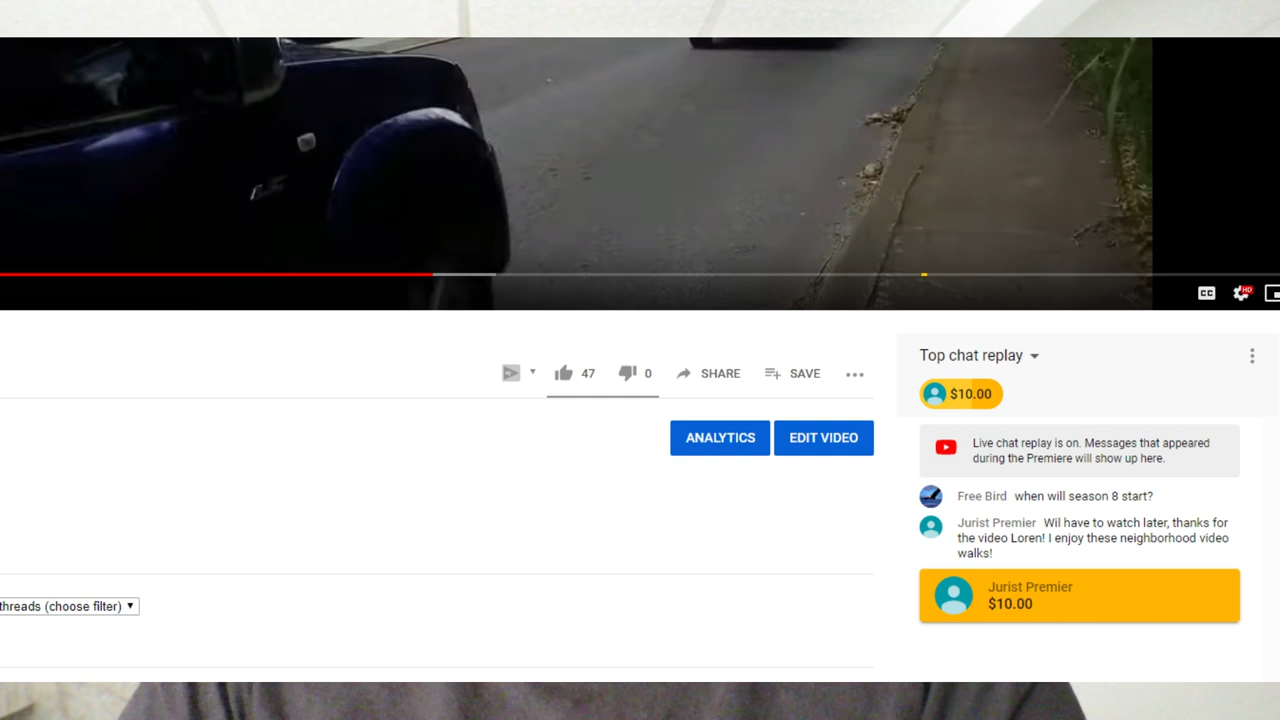 CC
HD
47
0
SHARE
SAVE
ANALYTICS
EDIT VIDEO
threads (choose filter)
Top chat replay
$10.00
Live chat replay is on. Messages that appeared
during the Premiere will show up here.
Free Bird when will season 8 start?
Jurist Premier Wil have to watch later, thanks for
the video Loren! I enjoy these neighborhood video
walks!
Jurist Premier
$10.00